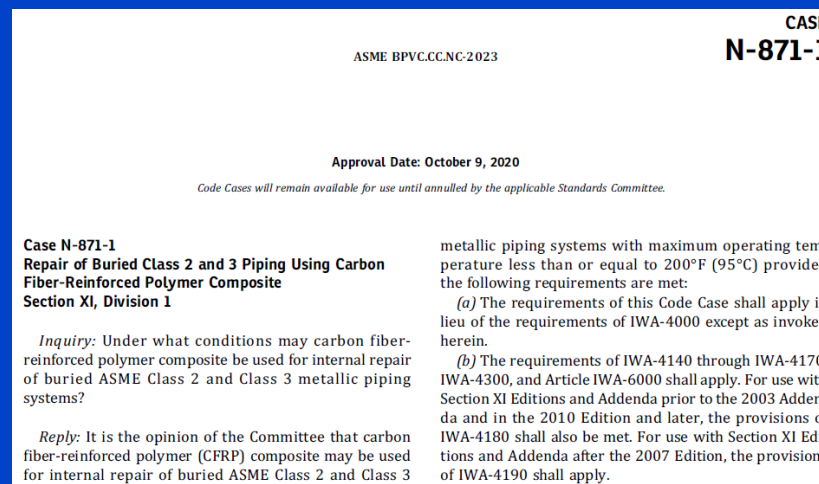 CASE
N-871-1
ASME BPVC.CC.NC-2023
Approval Date: October 9, 2020
Code Cases will remain available for use until annulled by the applicable Standards Committee.
Case N-871-1
Repair of Buried Class 2 and 3 Piping Using Carbon
Fiber-Reinforced Polymer Composite
Section XI, Division 1
Inquiry: Under what conditions may carbon fiber-
reinforced polymer composite be used for internal repair
of buried ASME Class 2 and Class 3 metallic piping
systems?
Reply: It is the opinion of the Committee that carbon
fiber-reinforced polymer (CFRP) composite may be used
for internal repair of buried ASME Class 2 and Class 3
metallic piping systems with maximum operating tem
perature less than or equal to 200°F (95°C) provide
the following requirements are met:
(a) The requirements of this Code Case shall apply i
lieu of the requirements of IWA-4000 except as invoke
herein.
(b) The requirements of IWA-4140 through IWA-4170
IWA-4300, and Article IWA-6000 shall apply. For use wit
Section XI Editions and Addenda prior to the 2003 Adden
da and in the 2010 Edition and later, the provisions o
IWA-4180 shall also be met. For use with Section XI Edi
tions and Addenda after the 2007 Edition, the provision
of IWA-4190 shall apply.